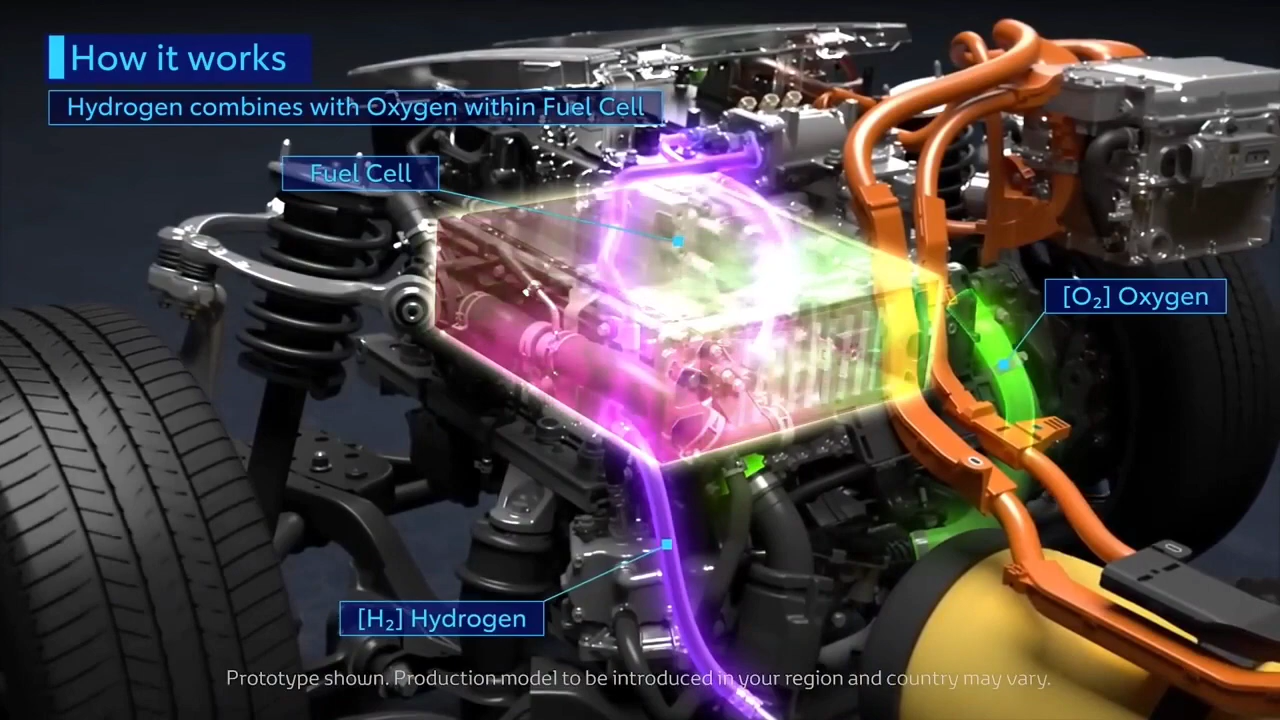 How it works
Hydrogen combines with Oxygen within Fuel Cell
Fuel Cell
[O₂] Oxygen
[H₂] Hydrogen
Prototype shown. Production model to be introduced in your region and country may vary.